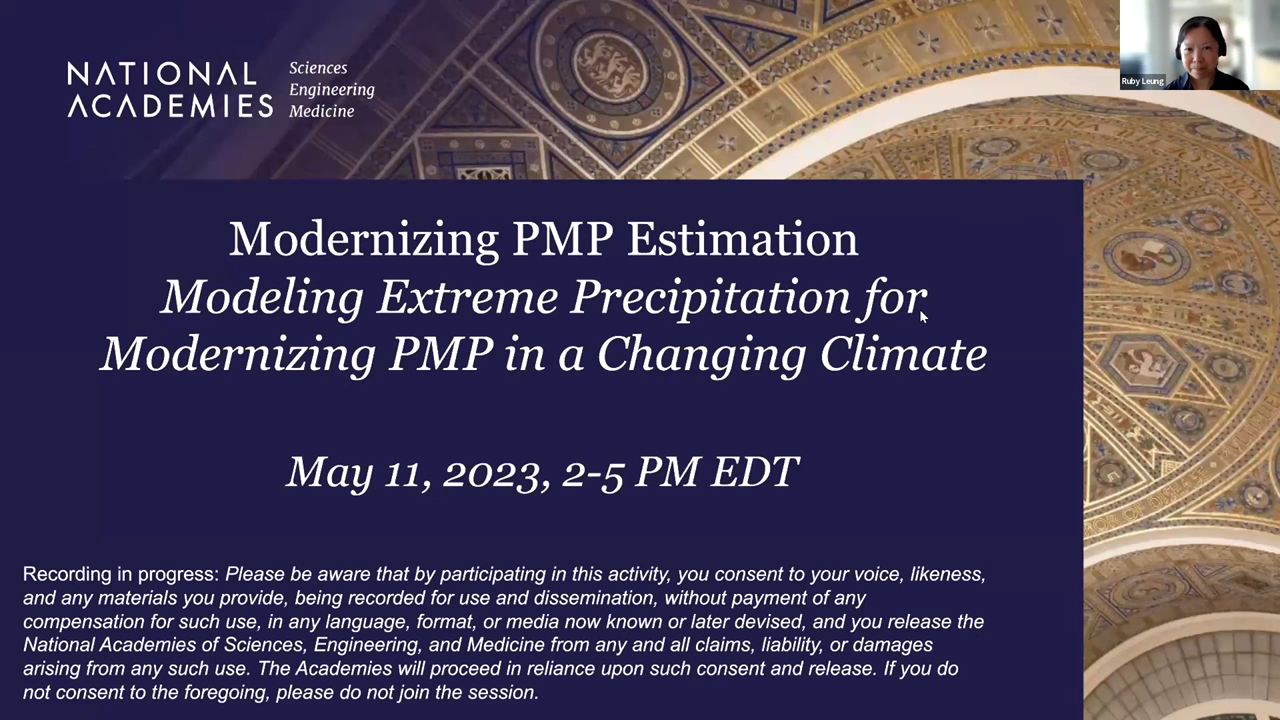 NATIONAL
ACADEMIES
Sciences
Engineering
Medicine
Ruby Leung
Modernizing PMP Estimation
Modeling Extreme Precipitation for
Modernizing PMP in a Changing Climate
May 11, 2023, 2-5 PM EDT
Recording in progress: Please be aware that by participating in this activity, you consent to your voice, likeness,
and any materials you provide, being recorded for use and dissemination, without payment of any
compensation for such use, in any language, format, or media now known or later devised, and you release the
National Academies of Sciences, Engineering, and Medicine from any and all claims, liability, or damages
arising from any such use. The Academies will proceed in reliance upon such consent and release. If you do
not consent to the foregoing, please do not join the session.